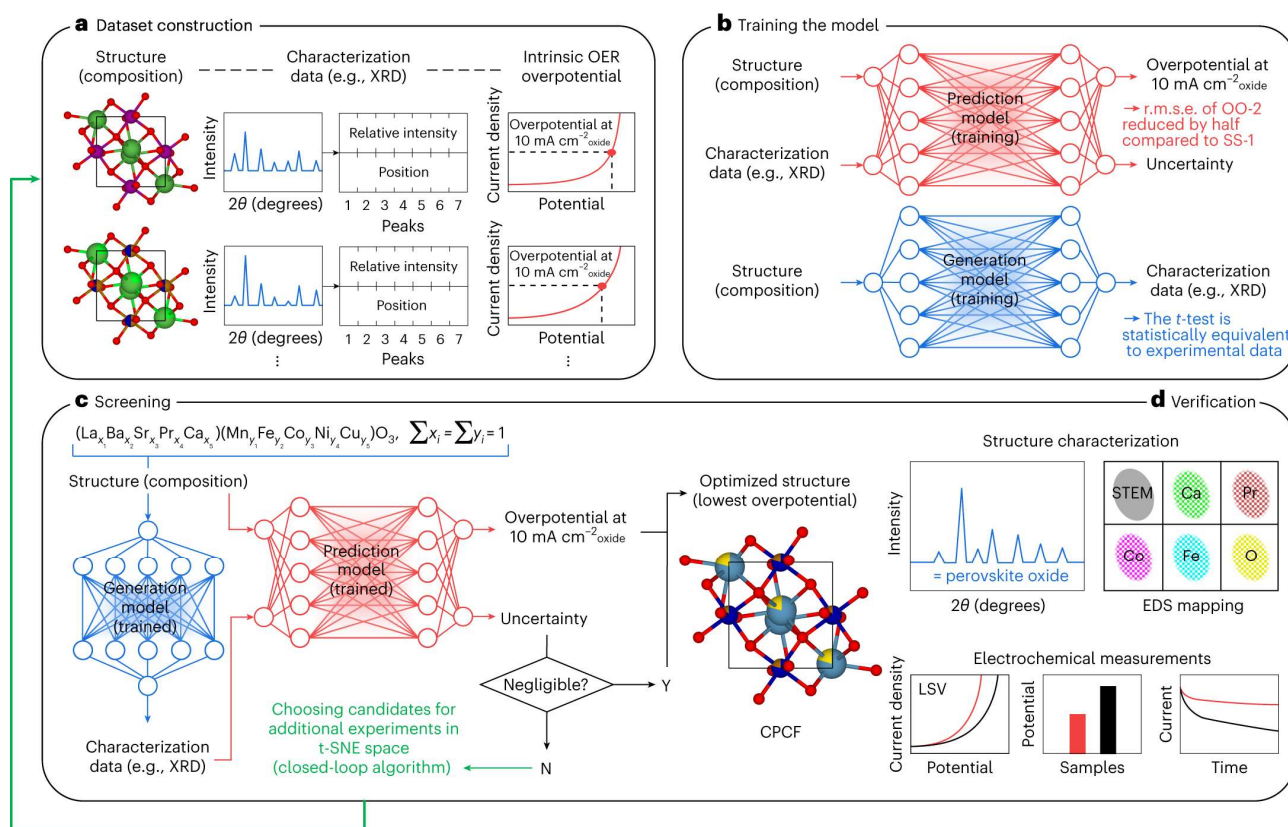 a Dataset construction
Structure
(composition)
Characterization
data (e.g., XRD)
Intrinsic OER
overpotential
Intensity
2θ (degrees)
Relative intensity
Position
1 2 3 4 5 6 7
Peaks
Current density
Overpotential at
10 mA cm⁻²oxide
Potential
Intensity
2θ (degrees)
⋮
Relative intensity
Position
1 2 3 4 5 6 7
Peaks
Current density
Overpotential at
10 mA cm⁻²oxide
Potential
⋮
b Training the model
Structure
(composition)
Characterization
data (e.g., XRD)
Prediction
model
(training)
Overpotential at
10 mA cm⁻²oxide
→ r.m.s.e. of OO-2
reduced by half
compared to SS-1
Uncertainty
Structure
(composition)
Generation
model
(training)
Characterization
data (e.g., XRD)
→ The t-test is
statistically equivalent
to experimental data
c Screening
(Laₓ₁Baₓ₂Srₓ₃Prₓ₄Caₓ₅)(Mny₁Fey₂Coy₃Niy₄Cuy₅)O₃, ∑xᵢ = ∑yᵢ = 1
Structure (composition)
Generation
model
(trained)
Characterization
data (e.g., XRD)
Prediction
model
(trained)
Overpotential at
10 mA cm⁻²oxide
Uncertainty
Negligible?
Y
N
Choosing candidates for
additional experiments in
t-SNE space
(closed-loop algorithm)
Optimized structure
(lowest overpotential)
CPCF
d Verification
Structure characterization
Intensity
= perovskite oxide
2θ (degrees)
STEM Ca Pr
Co Fe O
EDS mapping
Electrochemical measurements
Current density
LSV
Potential
Potential
Samples
Current
Time